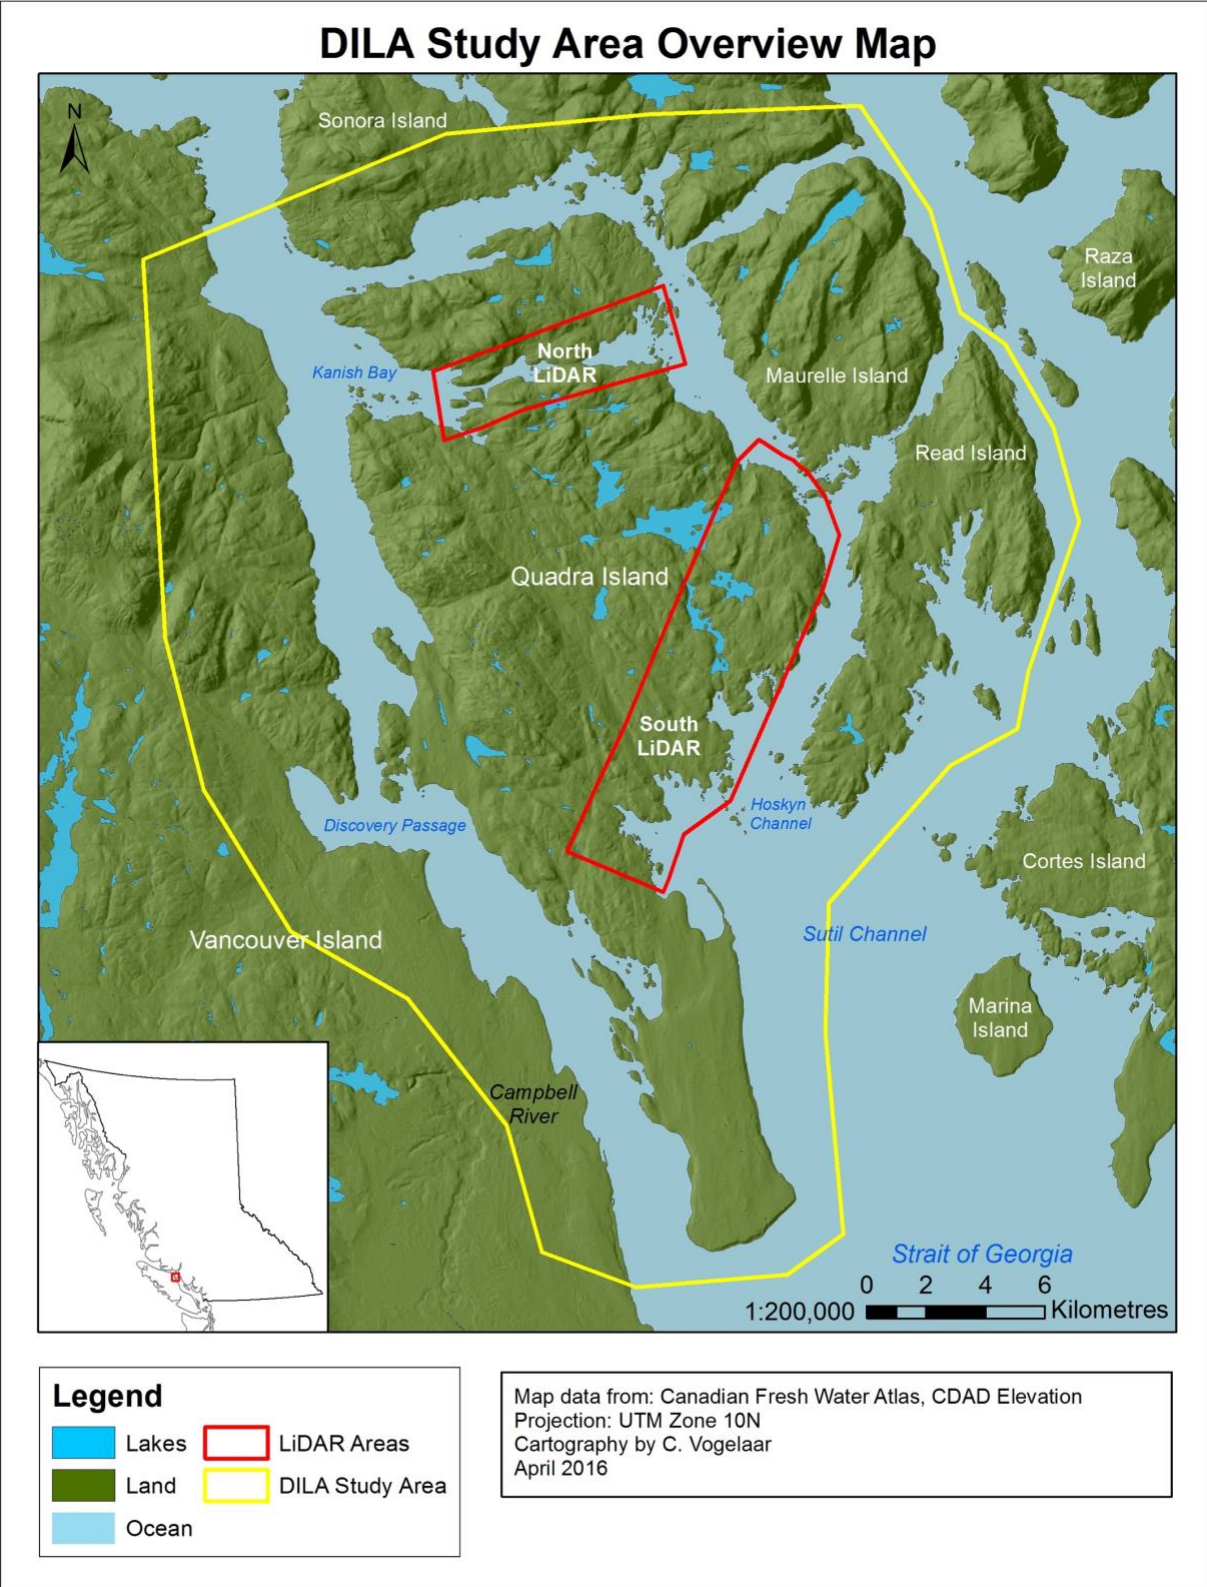 DILA Study Area Overview Map
N
Sonora Island
Raza
Island
North
LiDAR
Kanish Bay
Maurelle Island
Read Island
Quadra Island
South
LiDAR
Hoskyn
Channel
Discovery Passage
Cortes Island
Sutil Channel
Vancouver Island
Marina
Island
Campbell
River
Strait of Georgia
0 2 4 6
1:200,000 Kilometres
Legend
Lakes LiDAR Areas
Land DILA Study Area
Ocean
Map data from: Canadian Fresh Water Atlas, CDAD Elevation
Projection: UTM Zone 10N
Cartography by C. Vogelaar
April 2016